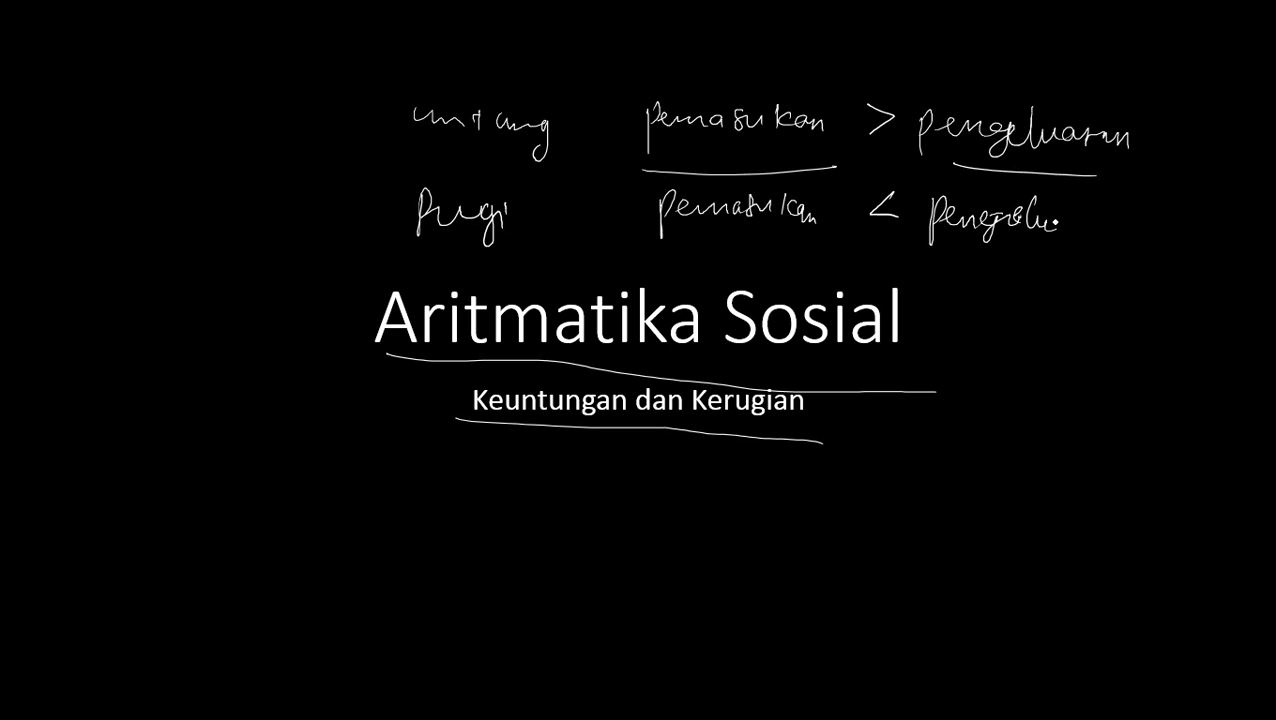 untung pemasukan > pengeluaran
Rugi pemasukan <
Aritmatika Sosial
Keuntungan dan Kerugian